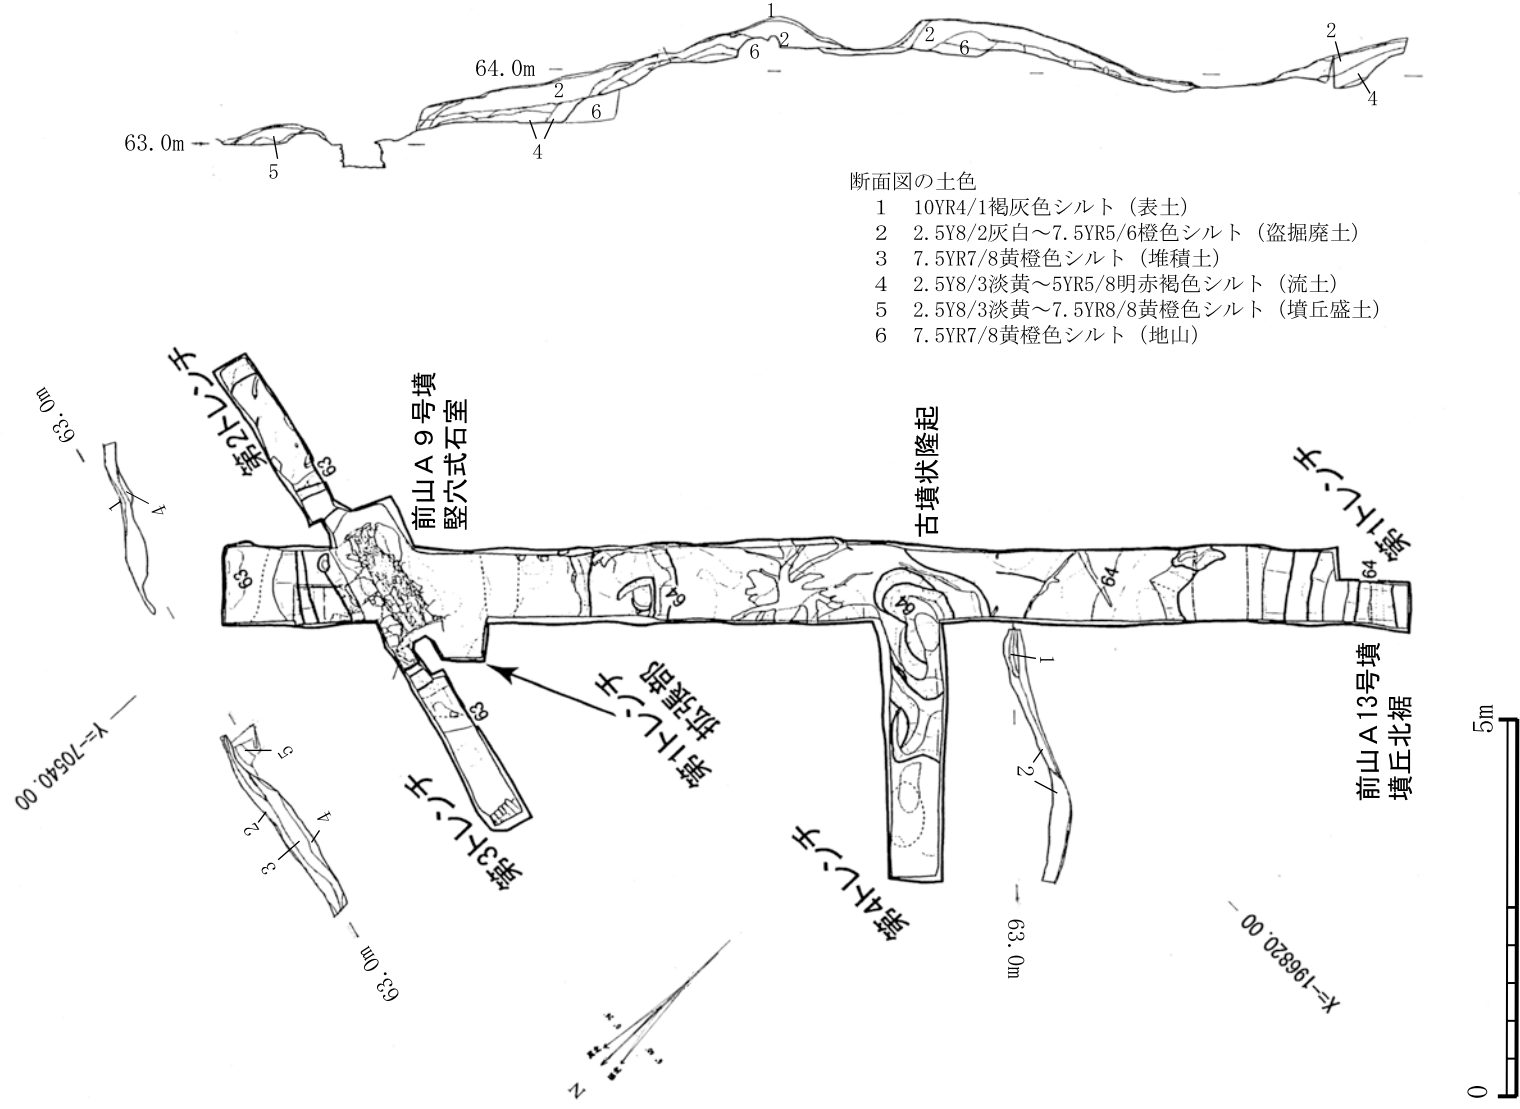 1
2
6
2
6
2
64.0m
2
6
4
4
63.0m
5
断面図の土色
1 10YR4/1褐灰色シルト（表土）
2 2.5Y8/2灰白～7.5YR5/6橙色シルト（盗掘廃土）
3 7.5YR7/8黄橙色シルト（堆積土）
4 2.5Y8/3淡黄～5YR5/8明赤褐色シルト（流土）
5 2.5Y8/3淡黄～7.5YR8/8黄橙色シルト（墳丘盛土）
6 7.5YR7/8黄橙色シルト（地山）
第2トレンチ
63.0m
1
4
63
前山A9号墳
竪穴式石室
古墳状隆起
第1トレンチ
63
64
64
64
64
前山A13号墳
墳丘北裾
第1トレンチ
拡張部
63
第3トレンチ
第4トレンチ
1
2
63.0m
5
2
4
3
63.0m
Y=-70540.00
X=-196820.00
N
5m
0